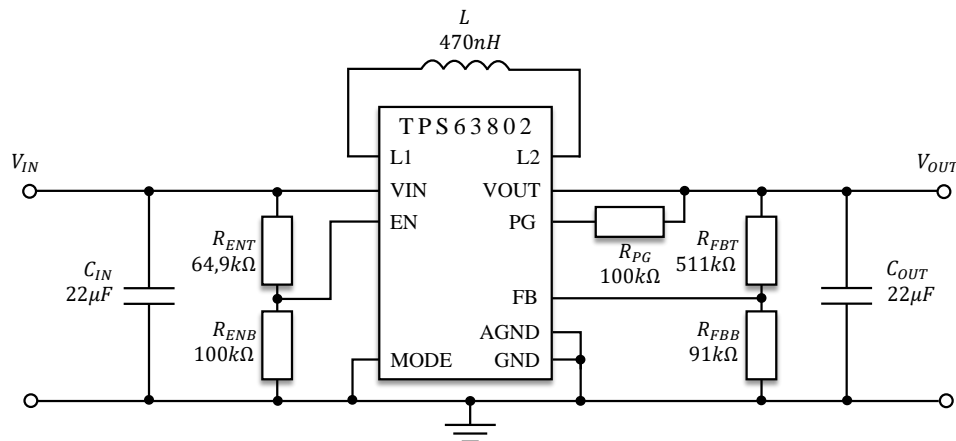 L
470nH
TPS63802
L1
L2
V_IN
V_OUT
VIN
VOUT
EN
PG
R_ENT
64,9kΩ
R_PG
100kΩ
R_FBT
511kΩ
C_IN
22μF
C_OUT
22μF
FB
R_ENB
100kΩ
AGND
R_FBB
91kΩ
MODE
GND